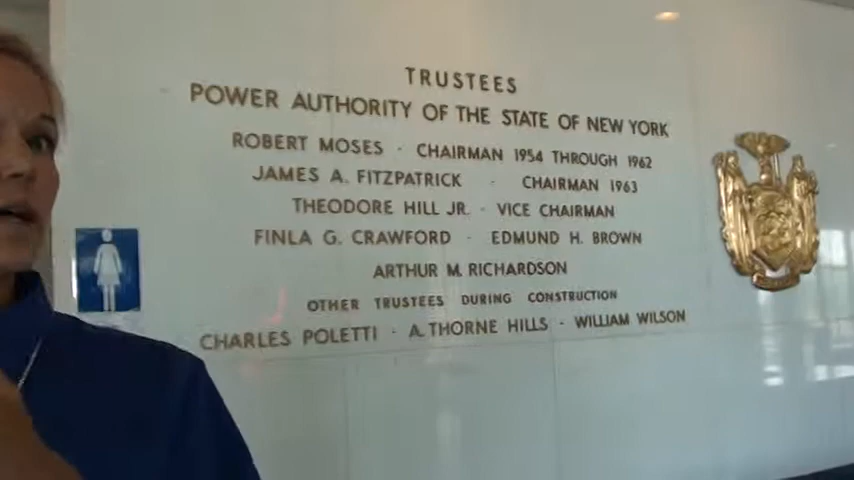 TRUSTEES
POWER AUTHORITY OF THE STATE OF NEW YORK
ROBERT MOSES · CHAIRMAN 1954 THROUGH 1962
JAMES A. FITZPATRICK · CHAIRMAN 1963
THEODORE HILL JR. · VICE CHAIRMAN
FINLA G. CRAWFORD · EDMUND H. BROWN
ARTHUR M. RICHARDSON
OTHER TRUSTEES DURING CONSTRUCTION
CHARLES POLETTI · A. THORNE HILLS · WILLIAM WILSON